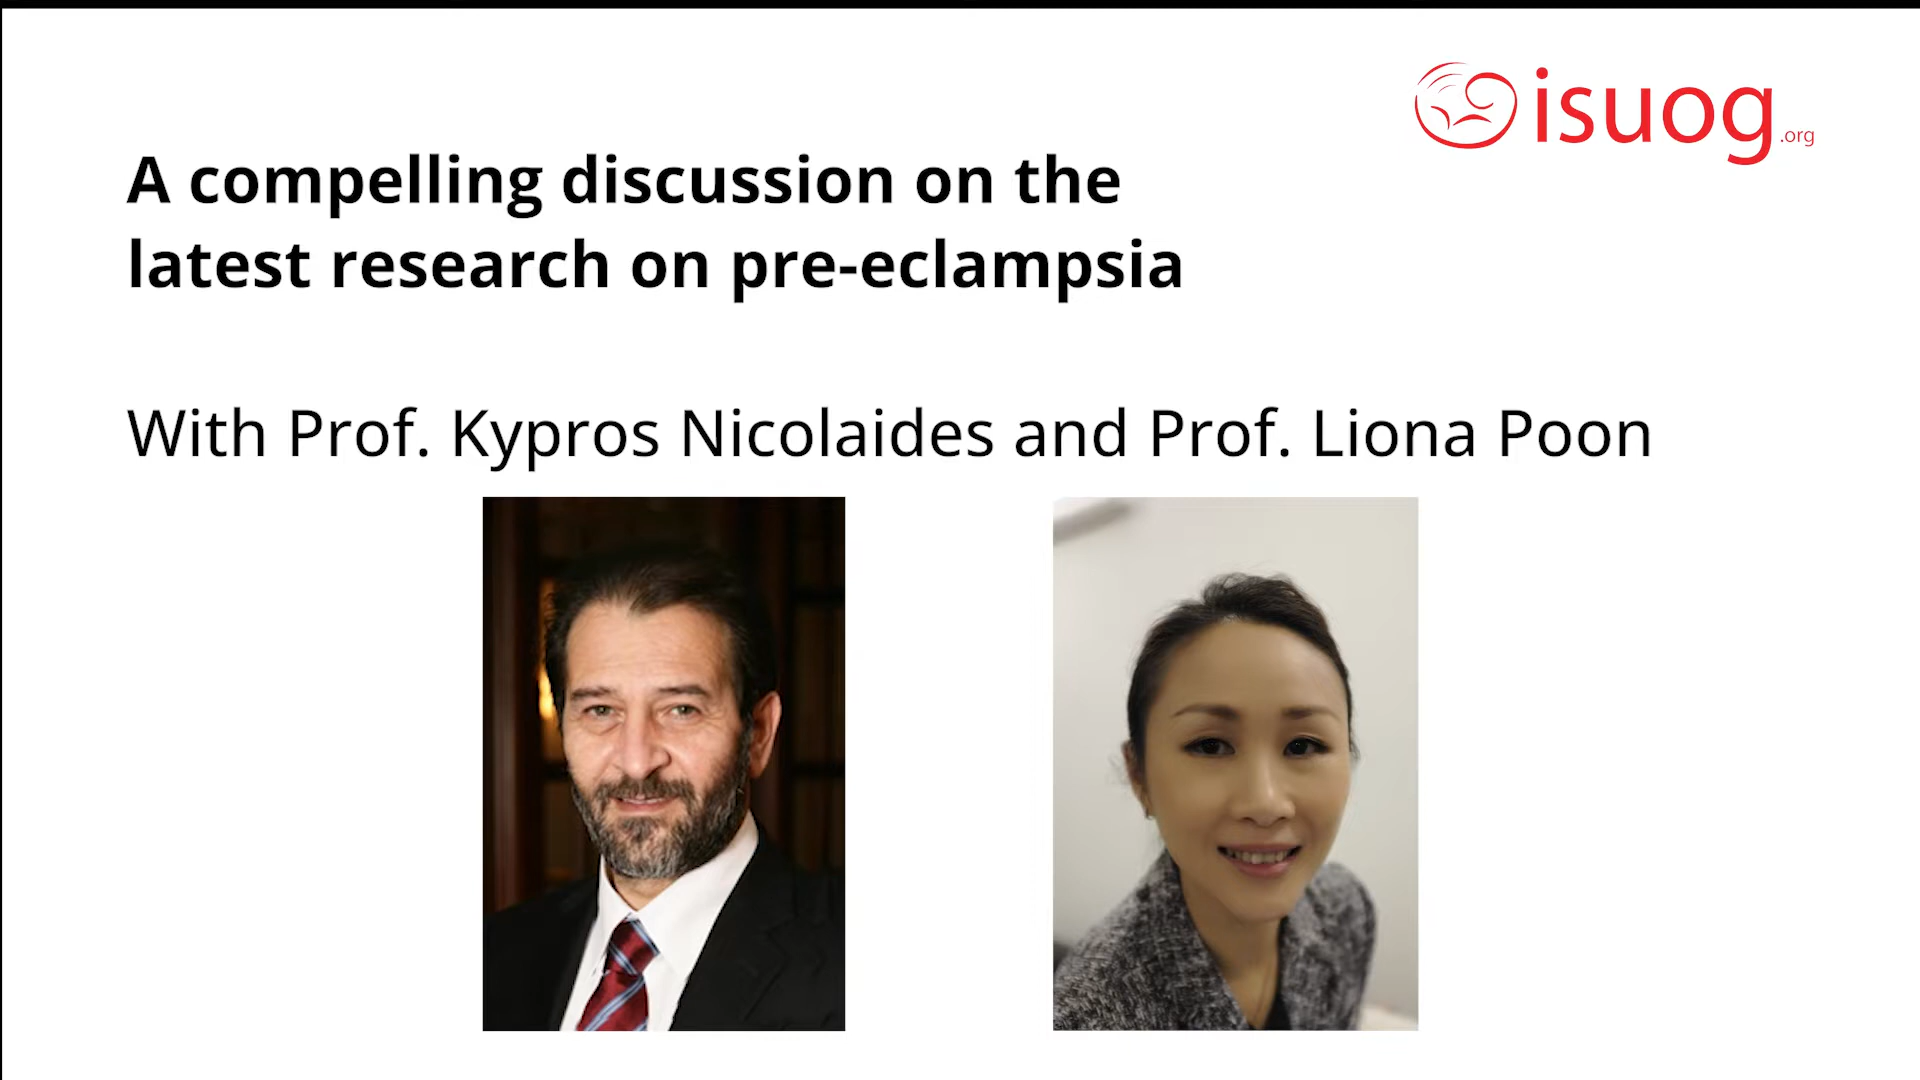 isuog.org
A compelling discussion on the
latest research on pre-eclampsia
With Prof. Kypros Nicolaides and Prof. Liona Poon